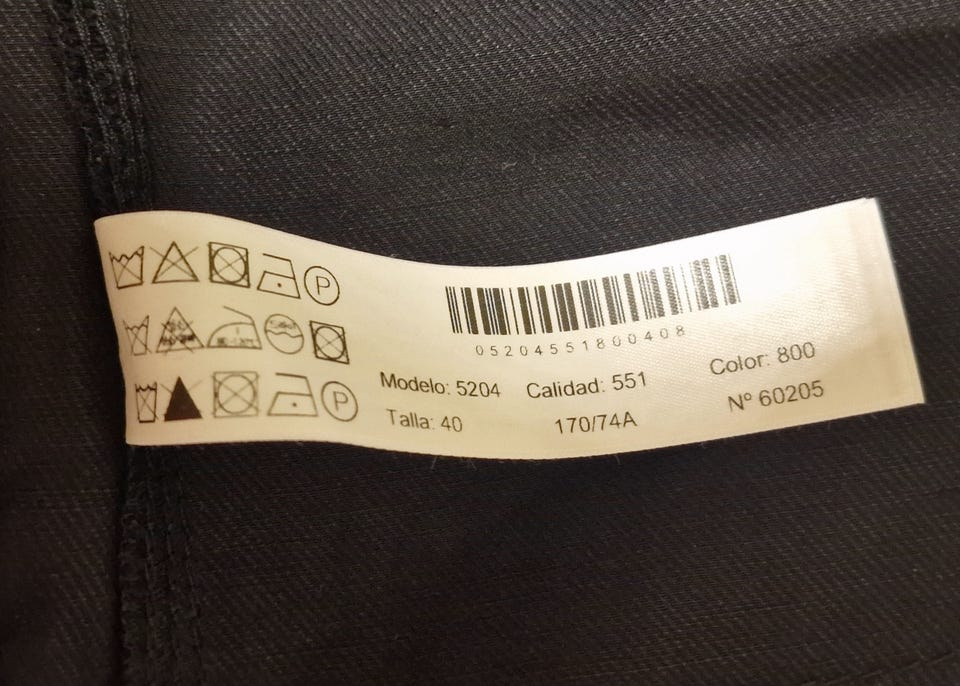 P
P
05204551800408
Modelo: 5204 Calidad: 551 Color: 800
Talla: 40 170/74A Nº 60205